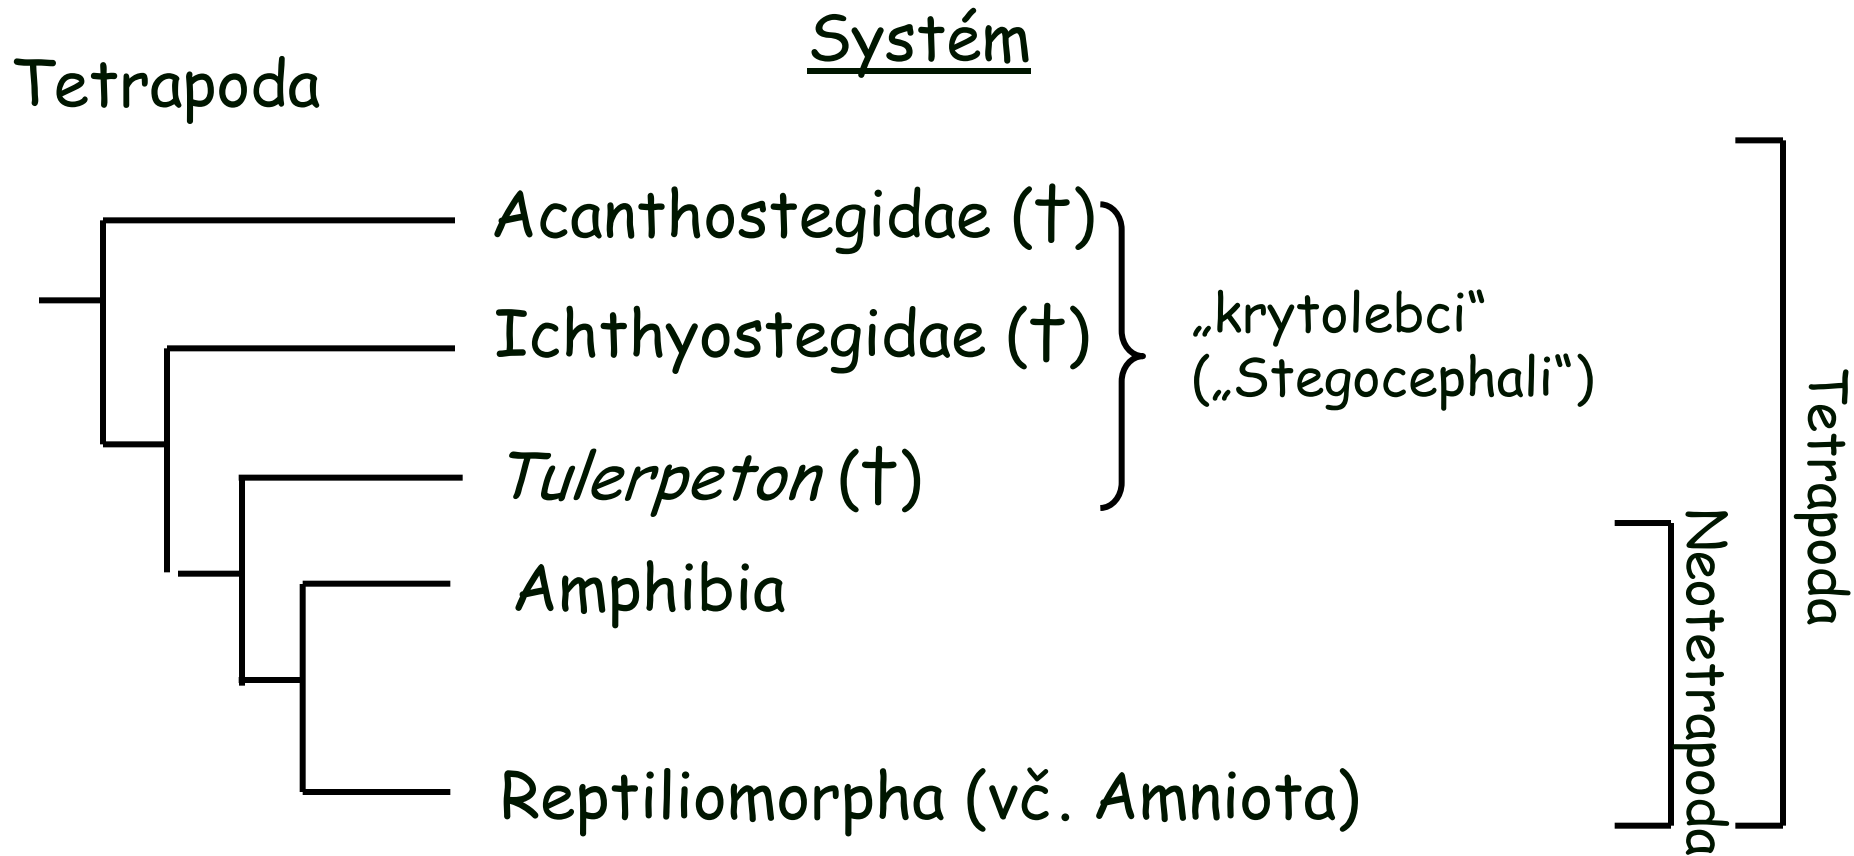 Systém
Tetrapoda
Acanthostegidae (†)
Ichthyostegidae (†)
„krytolebci“
(„Stegocephali“)
Tulerpeton (†)
Amphibia
Reptiliomorpha (vč. Amniota)
Neotetrapoda
Tetrapoda